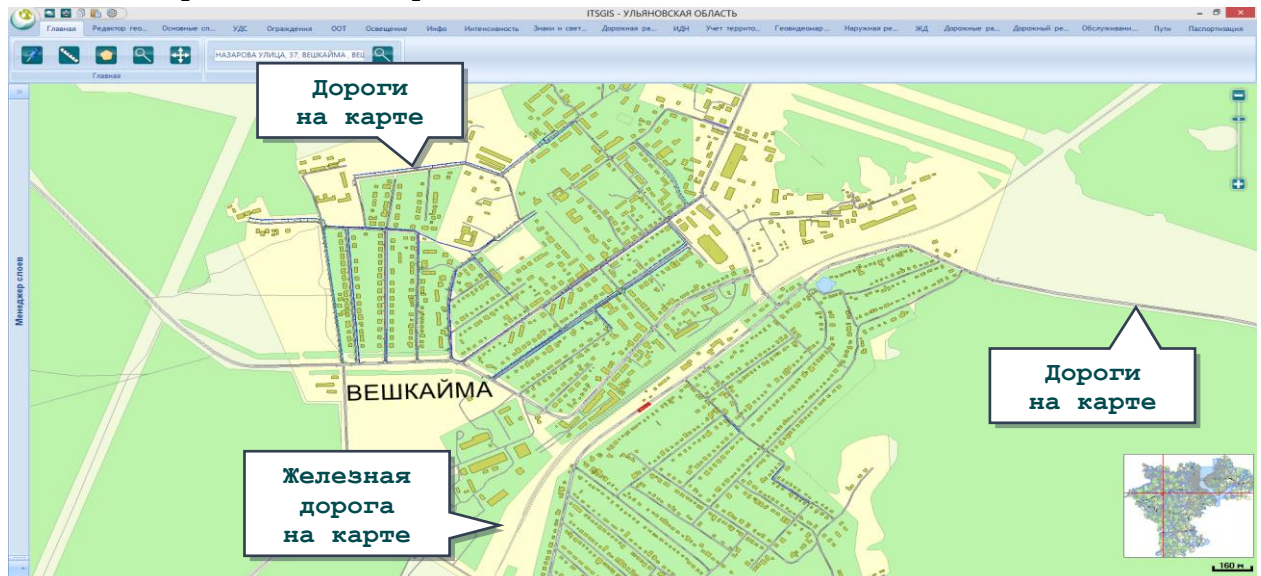 ITSGIS - УЛЬЯНОВСКАЯ ОБЛАСТЬ
Главная Редактор гео... Основные сл... УДС Ограждения ООТ Освещение Инфо Интенсивность Знаки и свет... Дорожная ра... ИДН Учет террито... Геовидеомар... Наружная ре... ЖД Дорожные ра... Дорожный ре... Обслуживани... Пути Паспортизация
НАЗАРОВА УЛИЦА, 37, ВЕШКАЙМА , ВЕЦ
Главная
Дороги
на карте
Менеджер слоев
ВЕШКАЙМА
Дороги
на карте
Железная
дорога
на карте
160 м